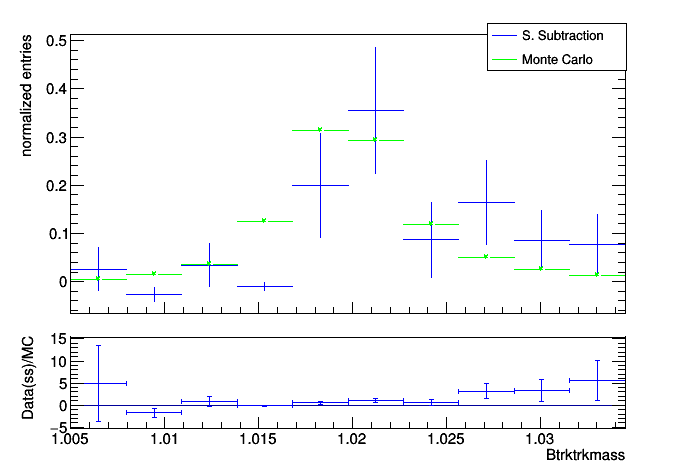 S. Subtraction
Monte Carlo
normalized entries
0.5
0.4
0.3
0.2
0.1
0
Data(ss)/MC
15
10
5
0
−5
1.005 1.01 1.015 1.02 1.025 1.03
Btrktrkmass